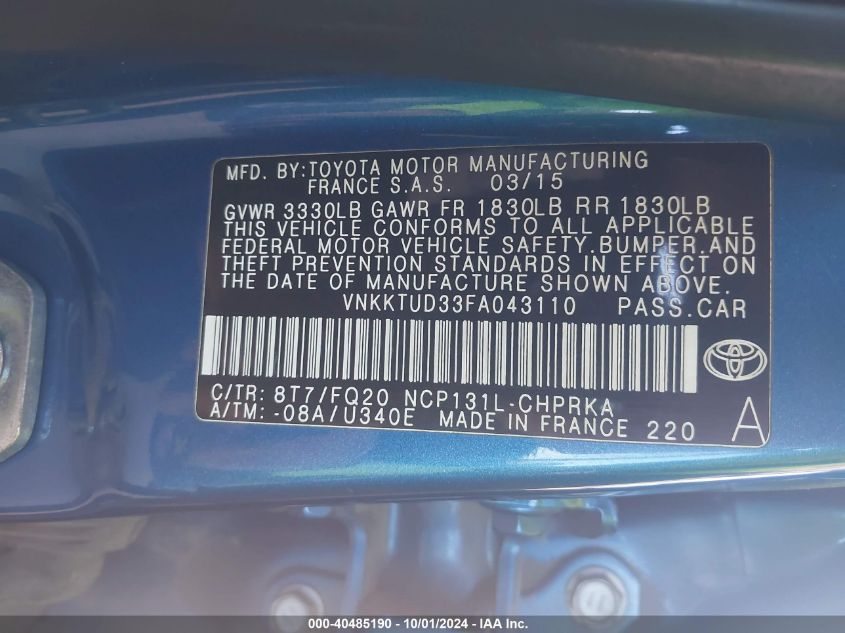 MFD. BY:TOYOTA MOTOR MANUFACTURING
FRANCE S.A.S. 03/15
GVWR 3330LB GAWR FR 1830LB RR 1830LB
THIS VEHICLE CONFORMS TO ALL APPLICABLE
FEDERAL MOTOR VEHICLE SAFETY,BUMPER,AND
THEFT PREVENTION STANDARDS IN EFFECT ON
THE DATE OF MANUFACTURE SHOWN ABOVE.
VNKKTUD33FA043110 PASS.CAR
C/TR: 8T7/FQ20 NCP131L-CHPRKA
A/TM: -08A/U340E MADE IN FRANCE 220 A
000-40485190 - 10/01/2024 - IAA Inc.